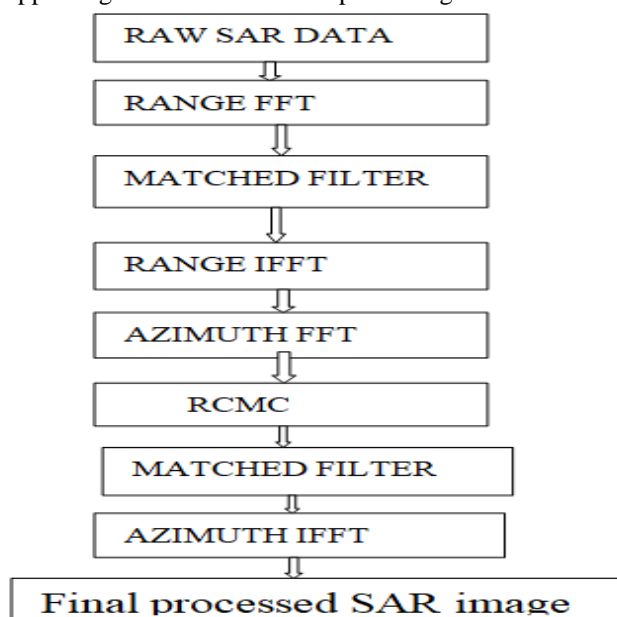 RAW SAR DATA
RANGE FFT
MATCHED FILTER
RANGE IFFT
AZIMUTH FFT
RCMC
MATCHED FILTER
AZIMUTH IFFT
Final processed SAR image